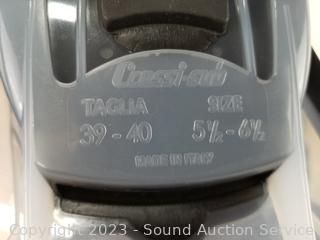 Cressi-sub
TAGLIA SIZE
39-40 5½-6½
MADE IN ITALY
Copyright 2023 - Sound Auction Service